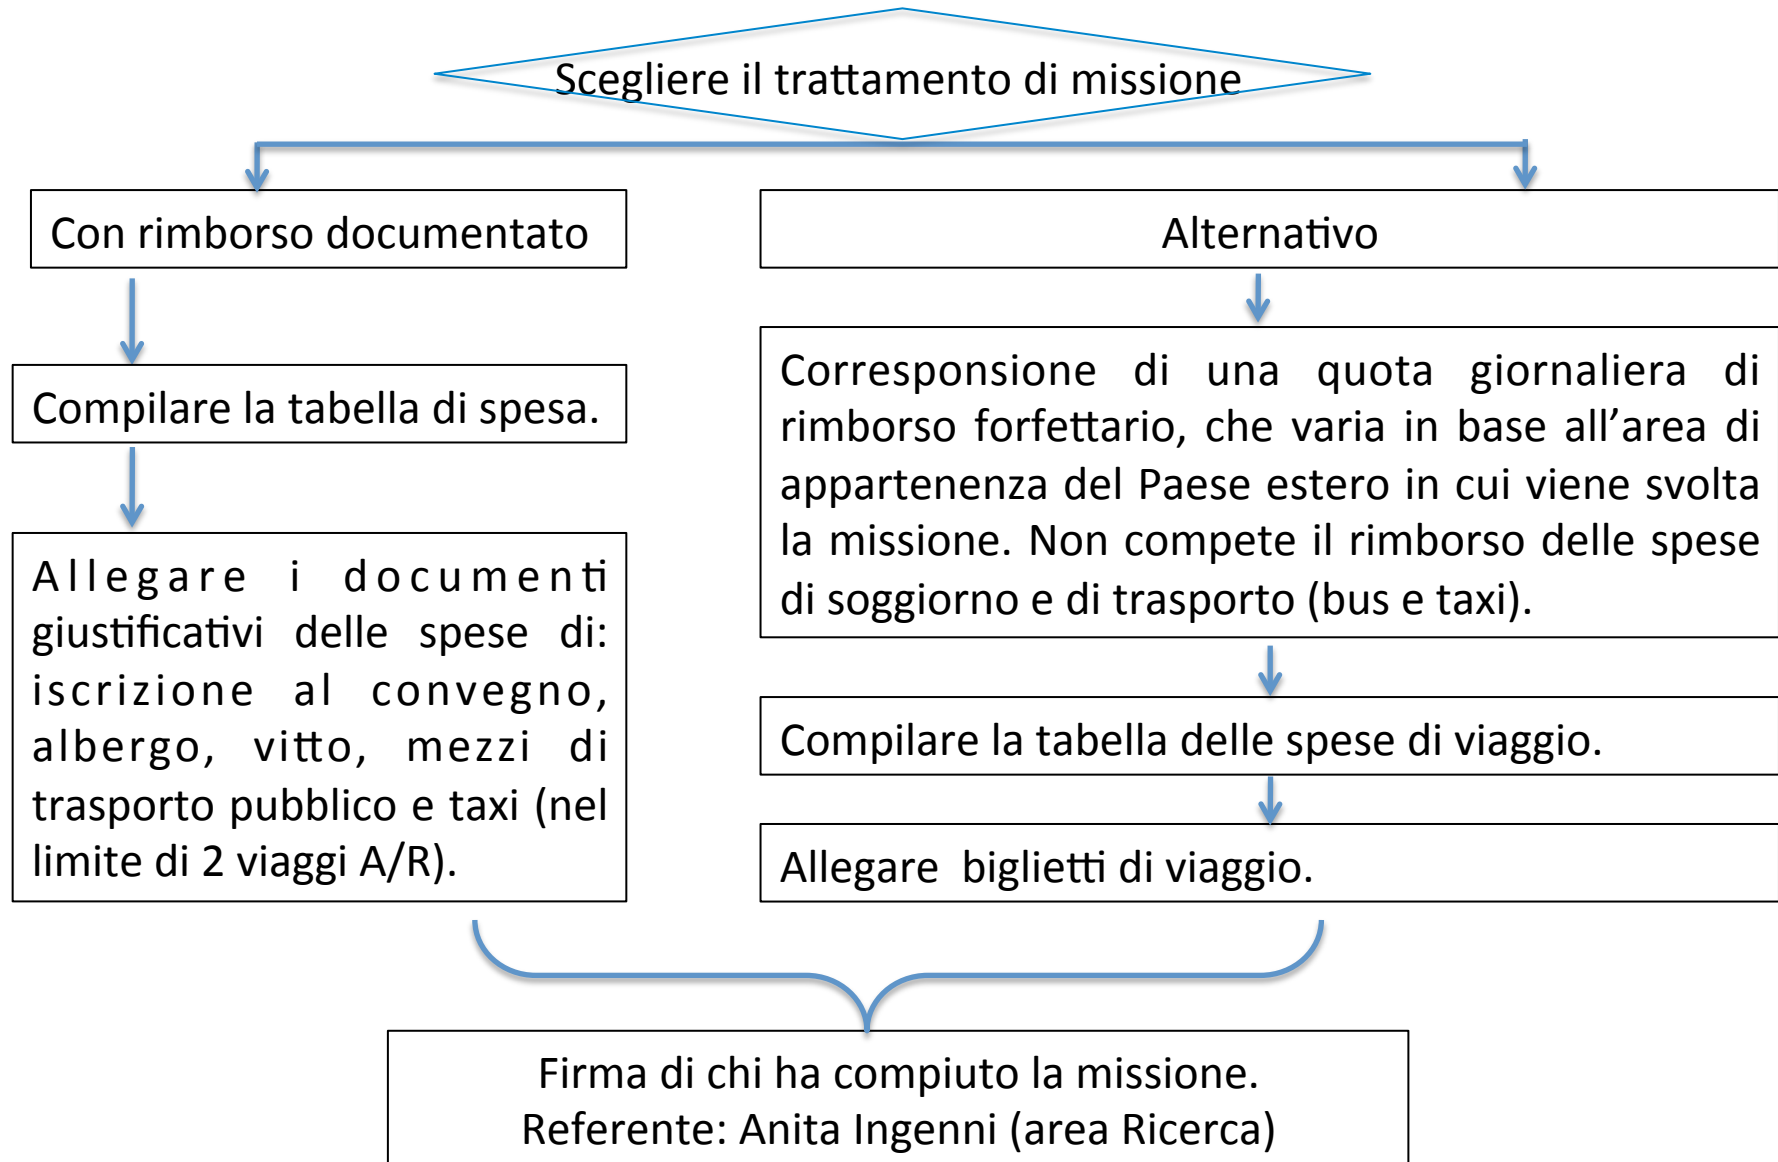 Scegliere il trattamento di missione
Con rimborso documentato
Compilare la tabella di spesa.
Allegare i documenti
giustificativi delle spese di:
iscrizione al convegno,
albergo, vitto, mezzi di
trasporto pubblico e taxi (nel
limite di 2 viaggi A/R).
Alternativo
Corresponsione di una quota giornaliera di
rimborso forfettario, che varia in base all’area di
appartenenza del Paese estero in cui viene svolta
la missione. Non compete il rimborso delle spese
di soggiorno e di trasporto (bus e taxi).
Compilare la tabella delle spese di viaggio.
Allegare  biglietti di viaggio.
Firma di chi ha compiuto la missione.
Referente: Anita Ingenni (area Ricerca)